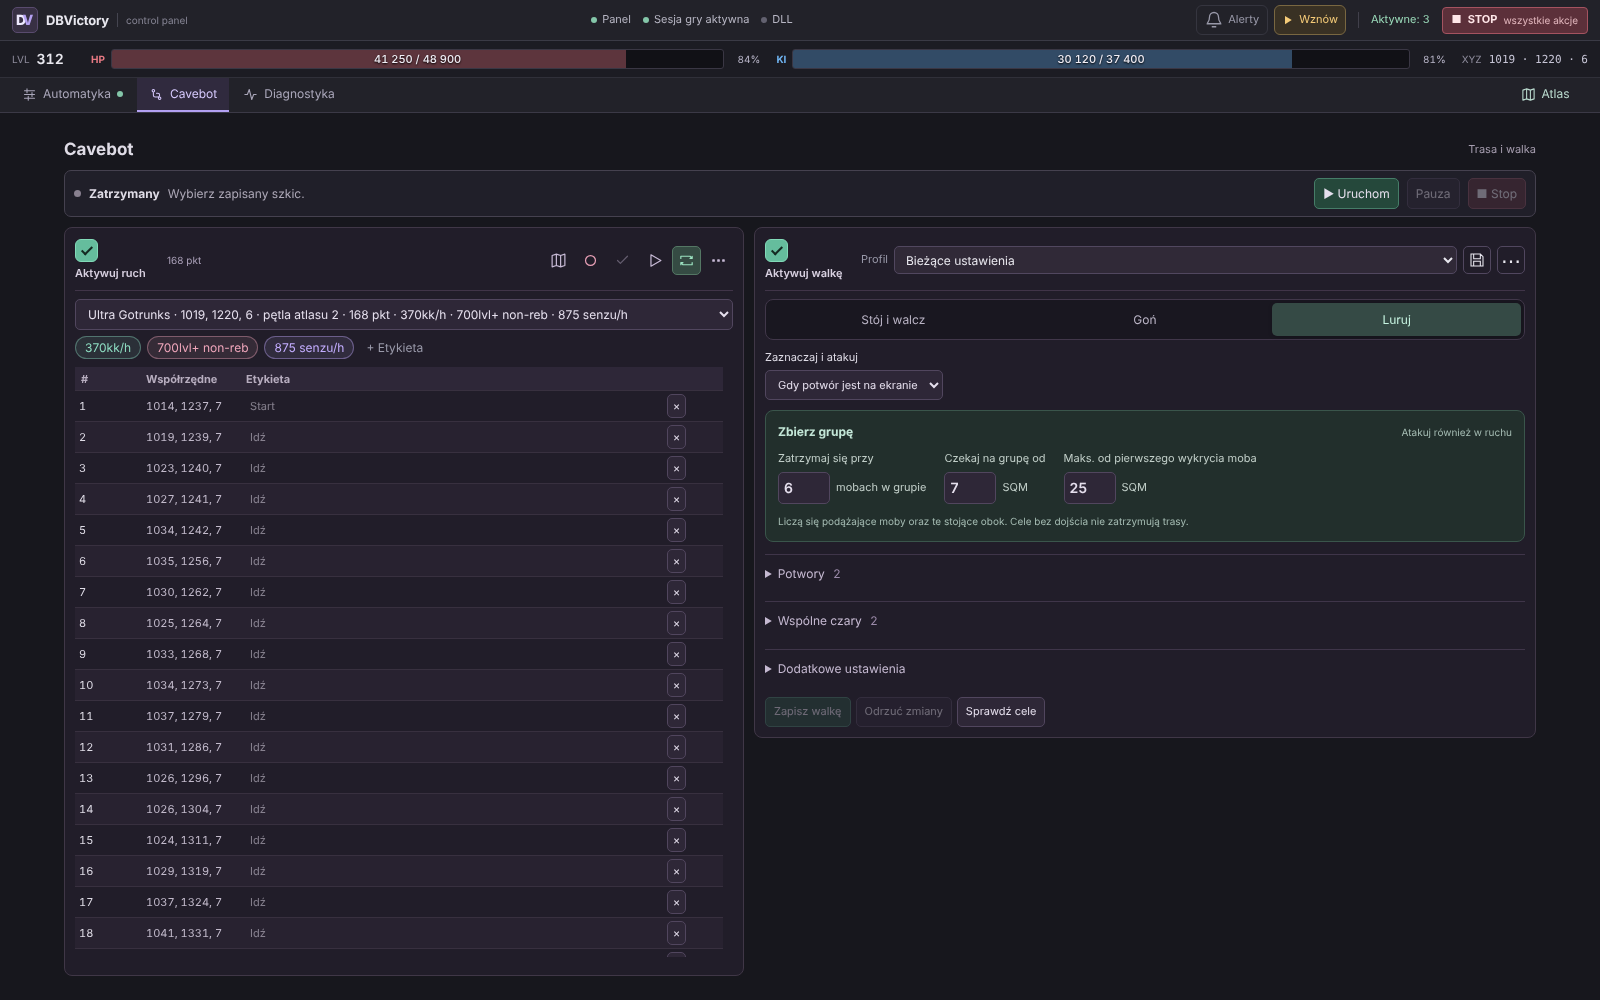 DV DBVictory control panel Panel Sesja gry aktywna DLL Alerty Wznów Aktywne: 3 STOP wszystkie akcje
LVL 312 HP 41 250 / 48 900 84% KI 30 120 / 37 400 81% XYZ 1019 · 1220 · 6
Automatyka Cavebot Diagnostyka Atlas
Cavebot Trasa i walka
Zatrzymany Wybierz zapisany szkic. Uruchom Pauza Stop
Aktywuj ruch 168 pkt
Ultra Gotrunks · 1019, 1220, 6 · pętla atlasu 2 · 168 pkt · 370kk/h · 700lvl+ non-reb · 875 senzu/h
370kk/h 700lvl+ non-reb 875 senzu/h + Etykieta
# Współrzędne Etykieta
1 1014, 1237, 7 Start ×
2 1019, 1239, 7 Idź ×
3 1023, 1240, 7 Idź ×
4 1027, 1241, 7 Idź ×
5 1034, 1242, 7 Idź ×
6 1035, 1256, 7 Idź ×
7 1030, 1262, 7 Idź ×
8 1025, 1264, 7 Idź ×
9 1033, 1268, 7 Idź ×
10 1034, 1273, 7 Idź ×
11 1037, 1279, 7 Idź ×
12 1031, 1286, 7 Idź ×
13 1026, 1296, 7 Idź ×
14 1026, 1304, 7 Idź ×
15 1024, 1311, 7 Idź ×
16 1029, 1319, 7 Idź ×
17 1037, 1324, 7 Idź ×
18 1041, 1331, 7 Idź ×
Aktywuj walkę Profil Bieżące ustawienia
Stój i walcz Goń Luruj
Zaznaczaj i atakuj
Gdy potwór jest na ekranie
Zbierz grupę Atakuj również w ruchu
Zatrzymaj się przy Czekaj na grupę od Maks. od pierwszego wykrycia moba
6 mobach w grupie 7 SQM 25 SQM
Liczą się podążające moby oraz te stojące obok. Cele bez dojścia nie zatrzymują trasy.
Potwory 2
Wspólne czary 2
Dodatkowe ustawienia
Zapisz walkę Odrzuć zmiany Sprawdź cele